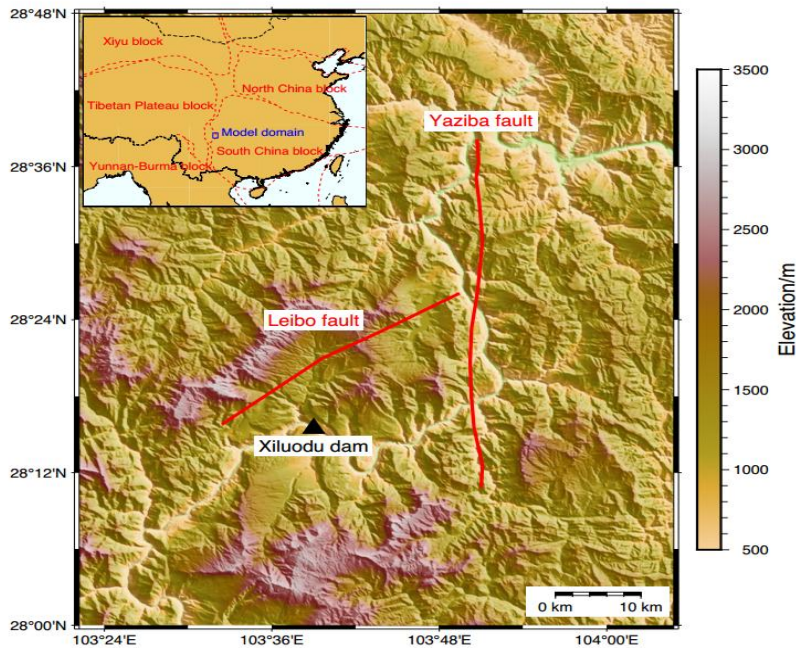 28°48'N
28°36'N
28°24'N
28°12'N
28°00'N
Xiyu block
North China block
Tibetan Plateau block
Model domain
South China block
Yunnan-Burma block
Yaziba fault
Leibo fault
Xiluodu dam
0 km 10 km
103°24'E 103°36'E 103°48'E 104°00'E
3500
3000
2500
2000
1500
1000
500
Elevation/m